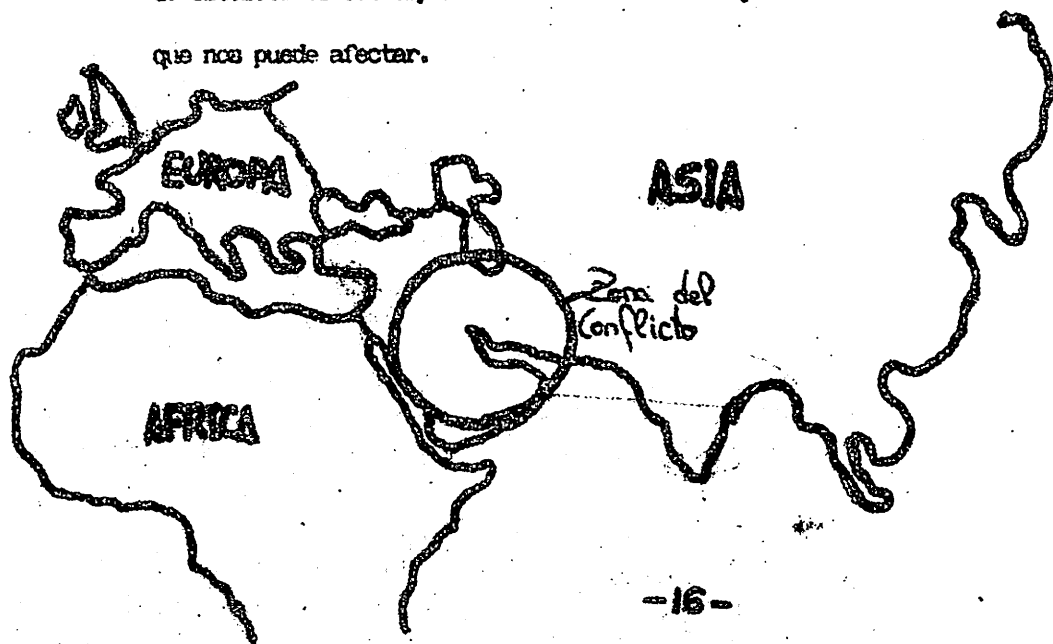 que nos puede afectar.
EUROPA
ASIA
Zona del
Conflicto
AFRICA
-16-